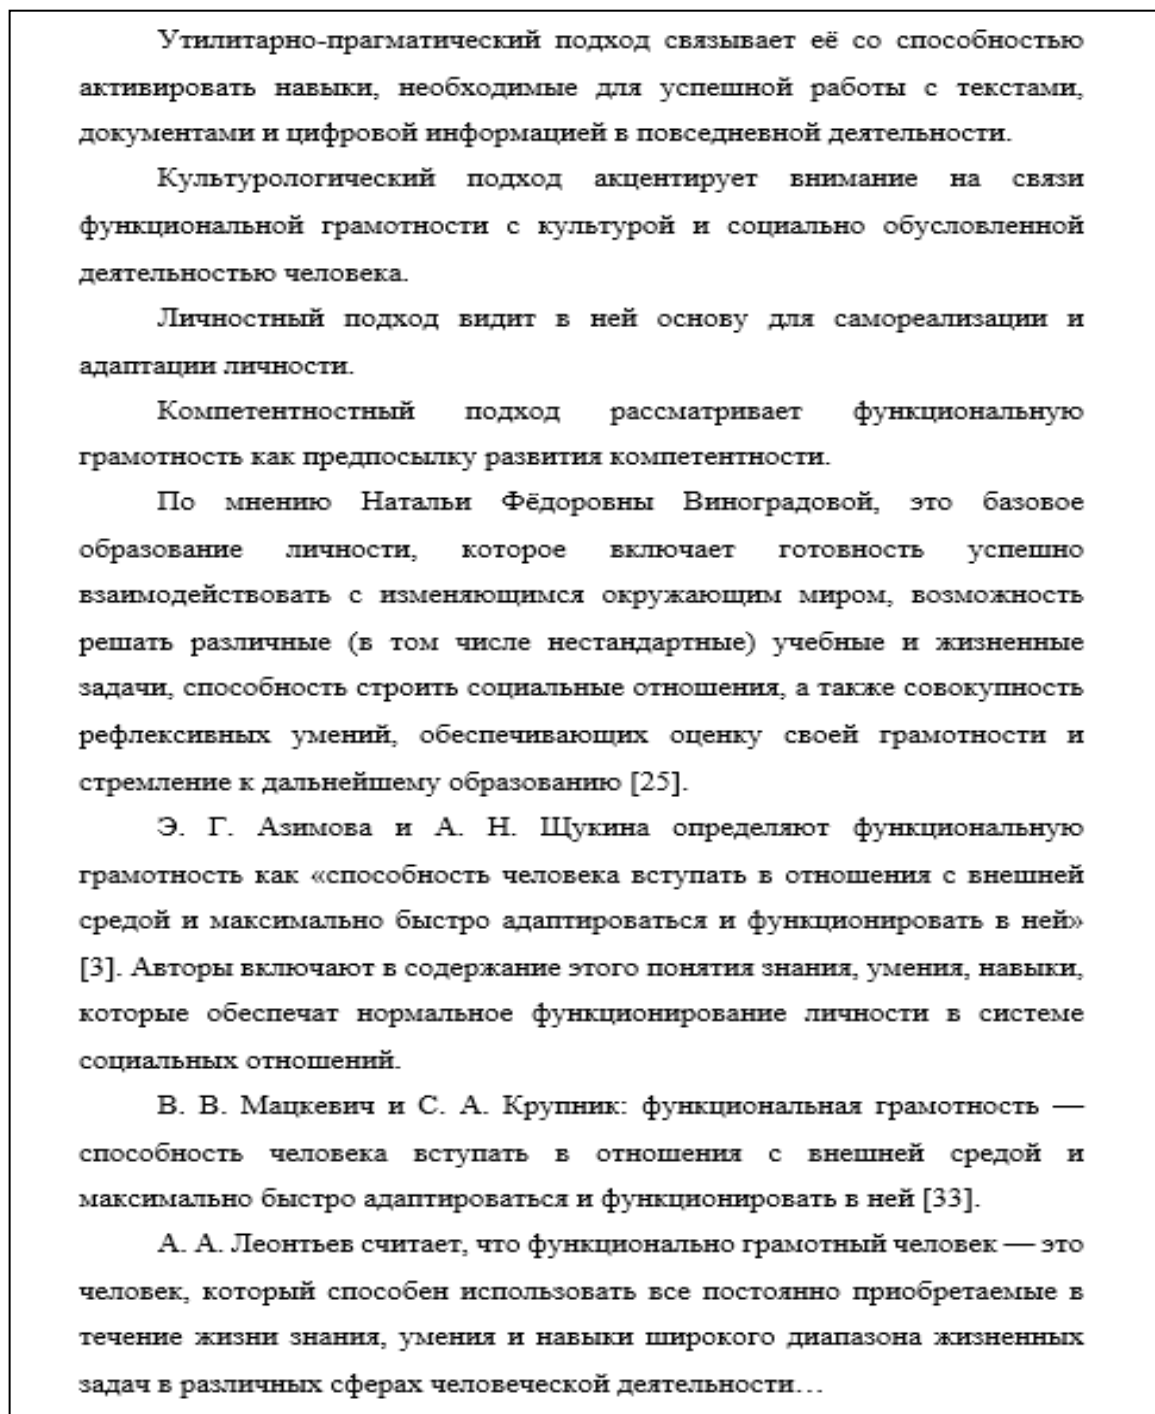 Утилитарно-прагматический подход связывает её со способностью
активировать навыки, необходимые для успешной работы с текстами,
документами и цифровой информацией в повседневной деятельности.
Культурологический подход акцентирует внимание на связи
функциональной грамотности с культурой и социально обусловленной
деятельностью человека.
Личностный подход видит в ней основу для самореализации и
адаптации личности.
Компетентностный подход рассматривает функциональную
грамотность как предпосылку развития компетентности.
По мнению Натальи Фёдоровны Виноградовой, это базовое
образование личности, которое включает готовность успешно
взаимодействовать с изменяющимся окружающим миром, возможность
решать различные (в том числе нестандартные) учебные и жизненные
задачи, способность строить социальные отношения, а также совокупность
рефлексивных умений, обеспечивающих оценку своей грамотности и
стремление к дальнейшему образованию [25].
Э. Г. Азимова и А. Н. Щукина определяют функциональную
грамотность как «способность человека вступать в отношения с внешней
средой и максимально быстро адаптироваться и функционировать в ней»
[3]. Авторы включают в содержание этого понятия знания, умения, навыки,
которые обеспечат нормальное функционирование личности в системе
социальных отношений.
В. В. Мацкевич и С. А. Крупник: функциональная грамотность —
способность человека вступать в отношения с внешней средой и
максимально быстро адаптироваться и функционировать в ней [33].
А. А. Леонтьев считает, что функционально грамотный человек — это
человек, который способен использовать все постоянно приобретаемые в
течение жизни знания, умения и навыки широкого диапазона жизненных
задач в различных сферах человеческой деятельности…